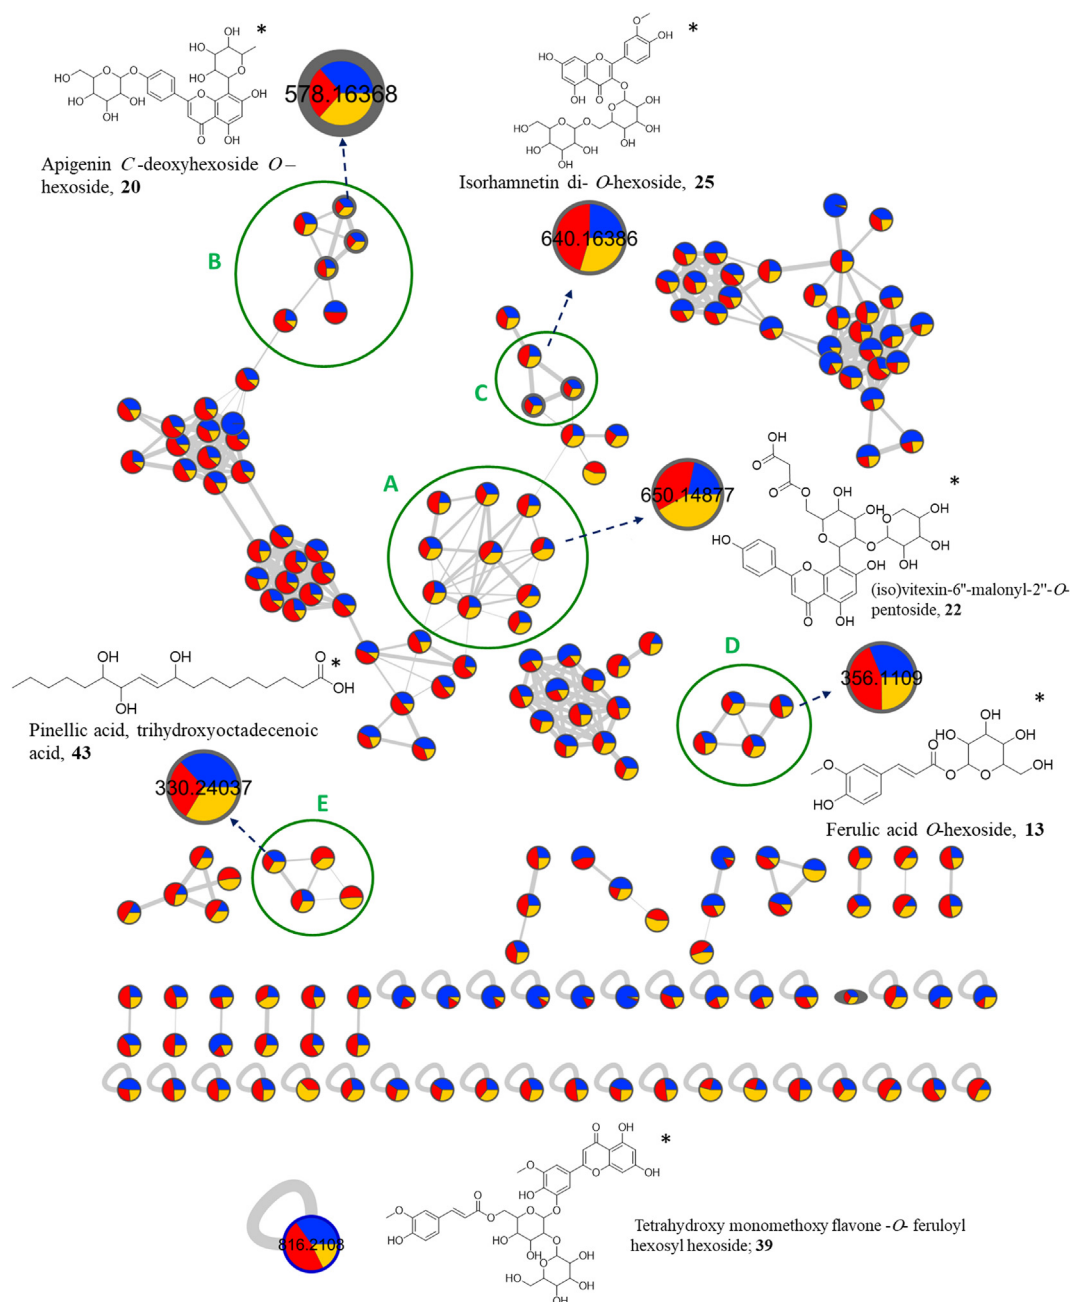 *
578.16368
Apigenin C-deoxyhexoside O–
hexoside, 20
*
Isorhamnetin di- O-hexoside, 25
640.16386
B
C
A
650.14877
*
(iso)vitexin-6"-malonyl-2"-O-
pentoside, 22
D
356.1109
*
Ferulic acid O-hexoside, 13
*
Pinellic acid, trihydroxyoctadecenoic
acid, 43
330.24037
E
*
816.2108
Tetrahydroxy monomethoxy flavone -O- feruloyl
hexosyl hexoside; 39